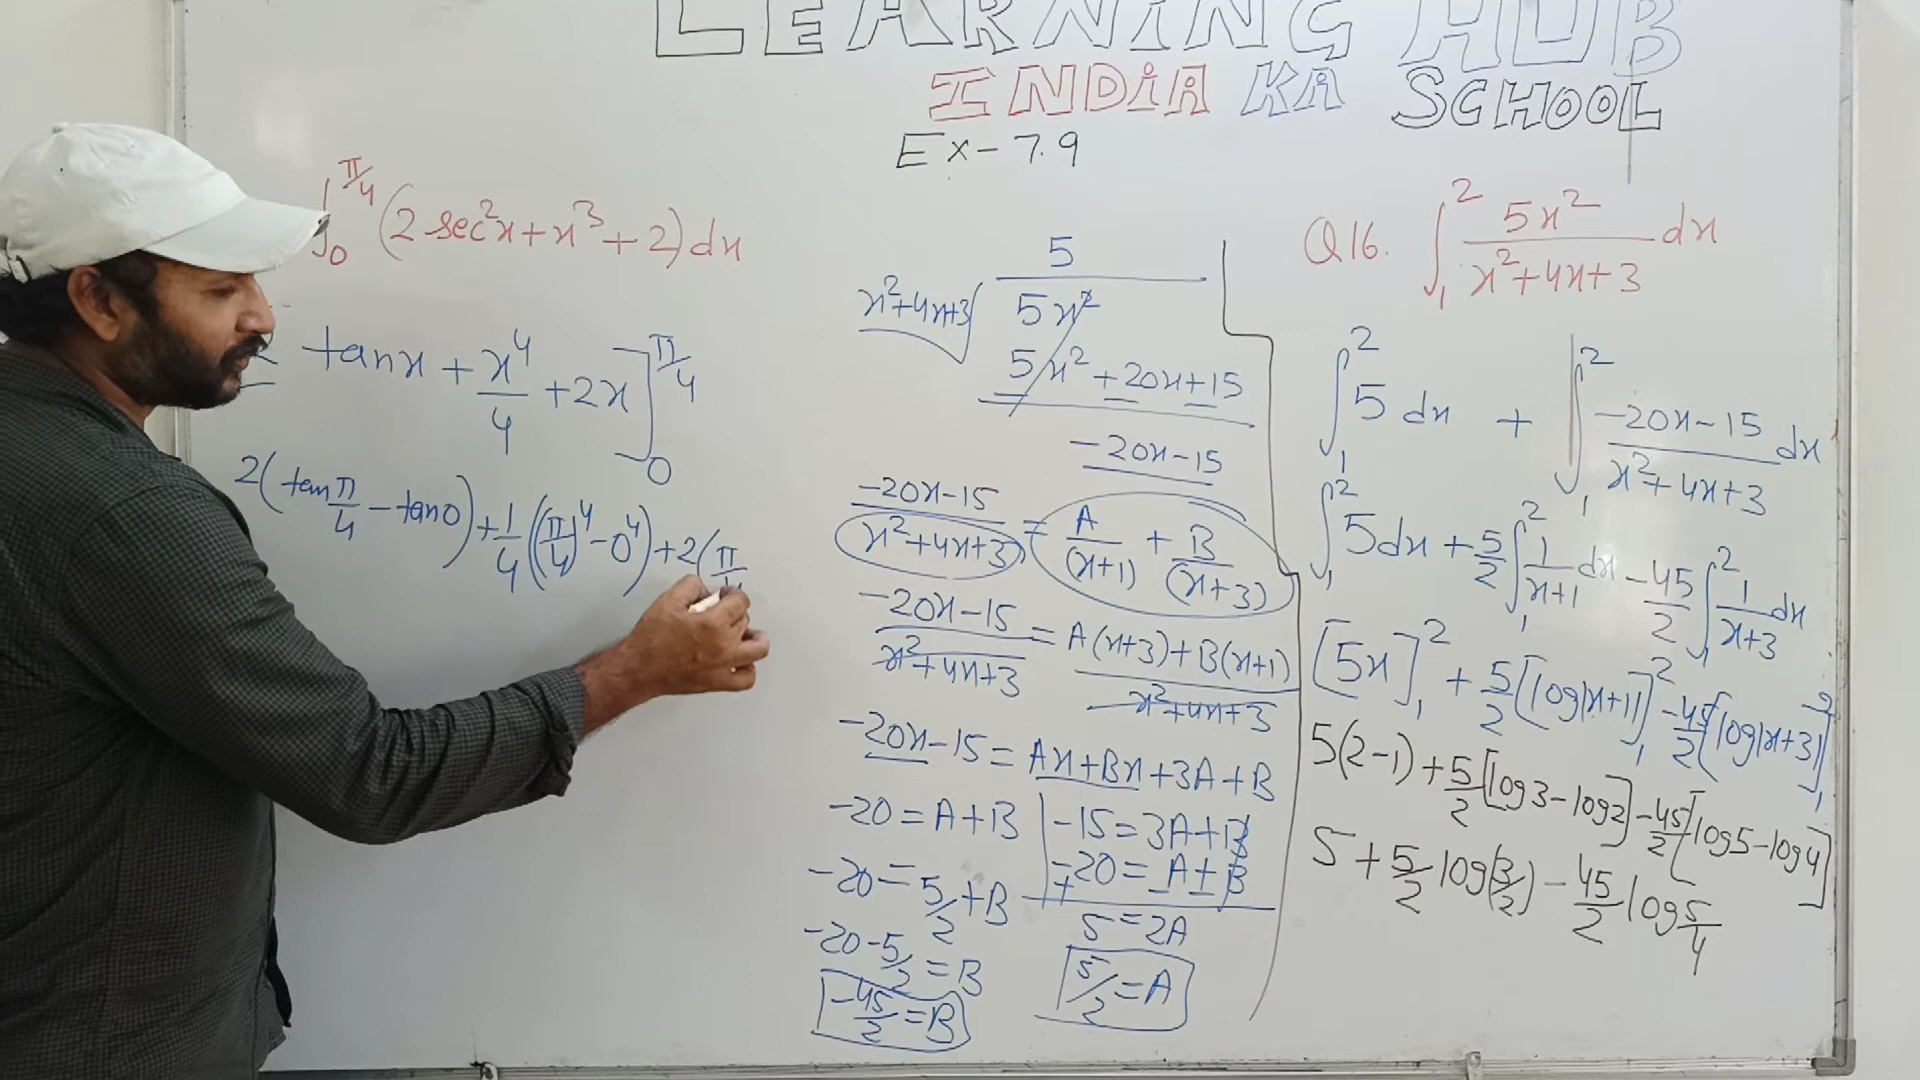 LEARNING HUB
INDIA KA SCHOOL
Ex-7.9
∫₀^π/4 (2 sec²x + x³ + 2) dx
= tanx + x⁴/4 + 2x]₀^π/4
2(tan π/4 - tan0) + 1/4((π/4)⁴ - 0⁴) + 2(π/4
5
x²+4x+3 5x²
5x² + 20x + 15
-20x-15
-20x-15/x²+4x+3 = A/(x+1) + B/(x+3)
-20x-15/x²+4x+3 = A(x+3)+B(x+1)/x²+4x+3
-20x-15 = Ax+Bx+3A+B
-20 = A+B
-20 = 5/2 + B
-20-5/2 = B
-45/2 = B
-15 = 3A+B
-20 = A+B
+ - -
5 = 2A
5/2 = A
Q16. ∫₁² 5x²/x²+4x+3 dx
∫₁² 5 dx + ∫₁² -20x-15/x²+4x+3 dx
∫₁² 5dx + 5/2 ∫₁² 1/x+1 dx - 45/2 ∫₁² 1/x+3 dx
[5x]₁² + 5/2 [log|x+1|]₁² - 45/2 [log|x+3|]₁²
5(2-1) + 5/2 [log3-log2] - 45/2 [log5-log4]
5 + 5/2 log(3/2) - 45/2 log 5/4